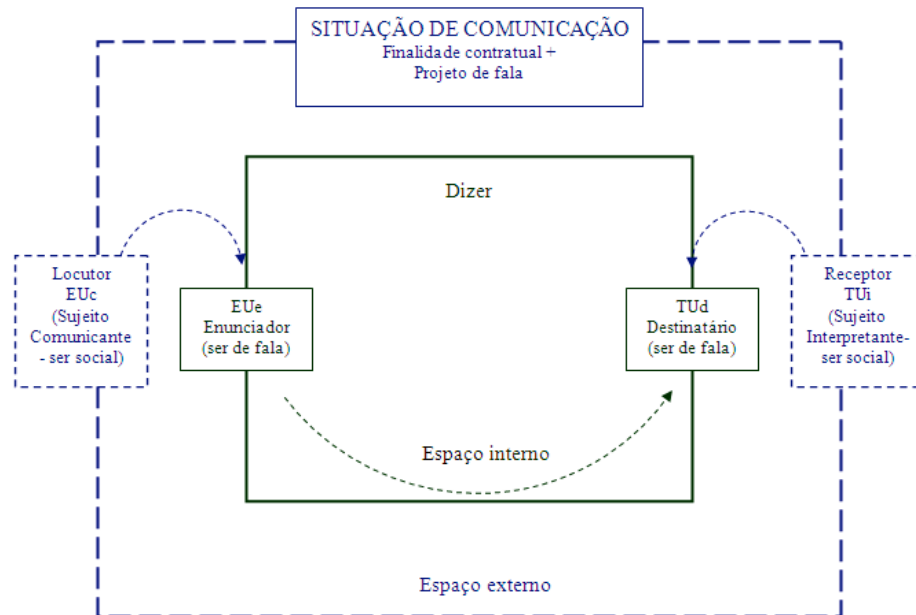 SITUAÇÃO DE COMUNICAÇÃO
Finalidade contratual +
Projeto de fala
Dizer
Locutor
EUc
(Sujeito
Comunicante
- ser social)
EUe
Enunciador
(ser de fala)
TUd
Destinatário
(ser de fala)
Receptor
TUi
(Sujeito
Interpretante-
ser social)
Espaço interno
Espaço externo